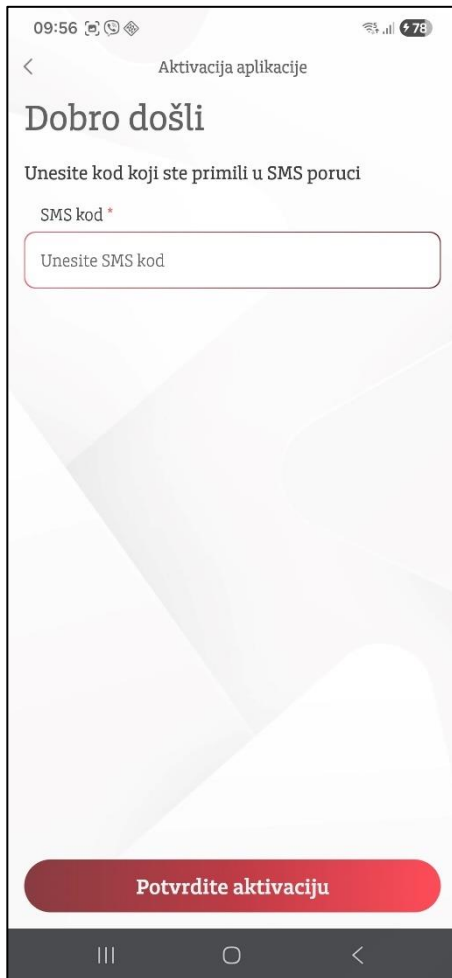 09:56
78
Aktivacija aplikacije
Dobro došli
Unesite kod koji ste primili u SMS poruci
SMS kod *
Unesite SMS kod
Potvrdite aktivaciju